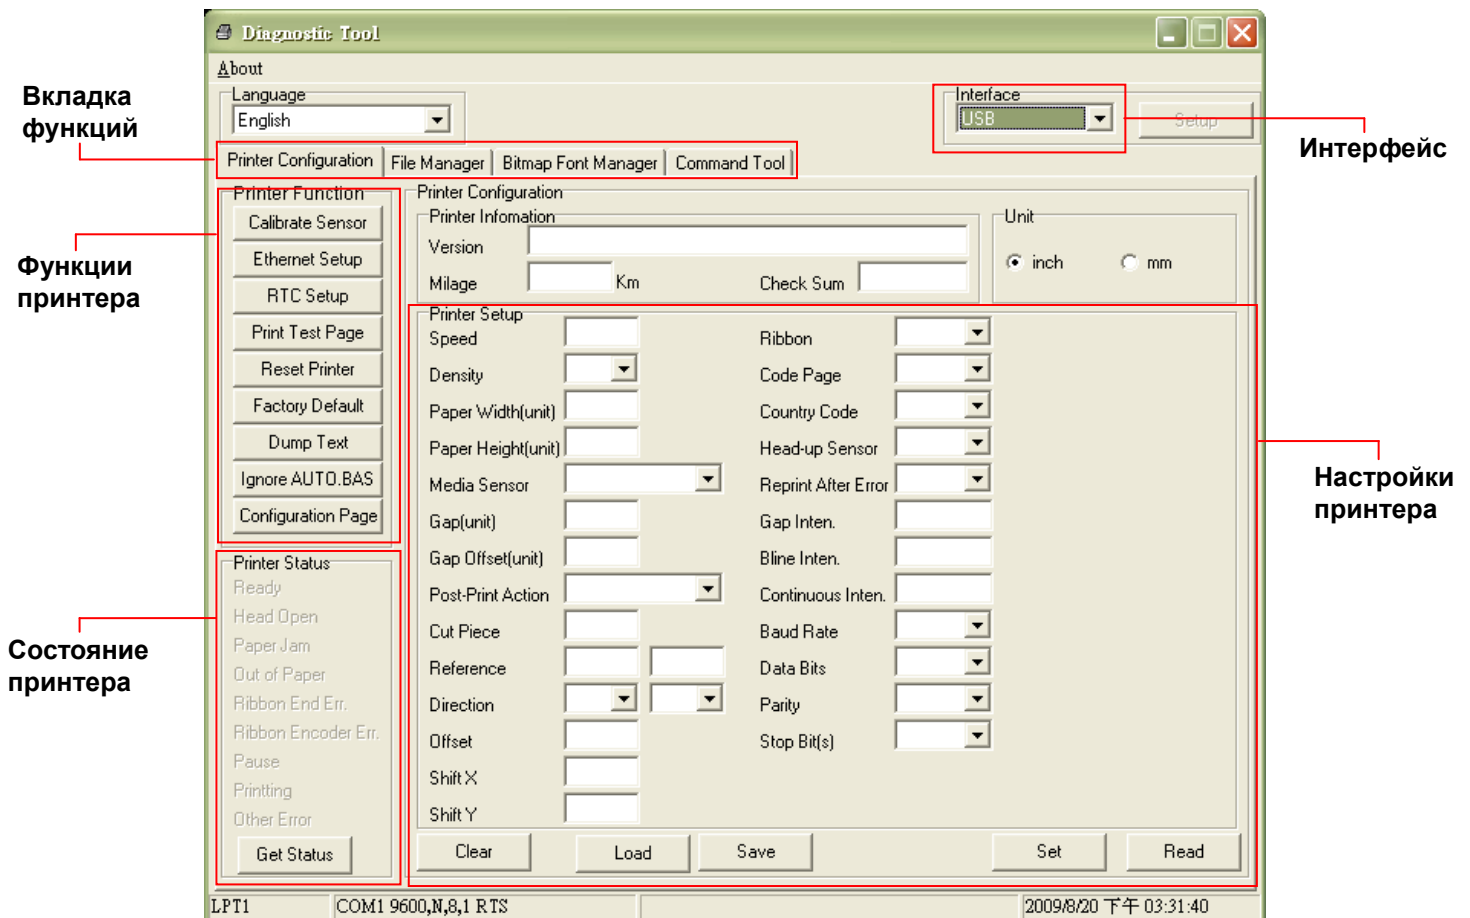 Diagnostic Tool
About
Вкладка
функций
Language
English
Interface
USB
Setup
Интерфейс
Printer Configuration
File Manager
Bitmap Font Manager
Command Tool
Функции
принтера
Printer Function
Calibrate Sensor
Ethernet Setup
RTC Setup
Print Test Page
Reset Printer
Factory Default
Dump Text
Ignore AUTO.BAS
Configuration Page
Printer Configuration
Printer Infomation
Version
Milage
Km
Check Sum
Unit
inch
mm
Printer Setup
Speed
Density
Paper Width(unit)
Paper Height(unit)
Media Sensor
Gap(unit)
Gap Offset(unit)
Post-Print Action
Cut Piece
Reference
Direction
Offset
Shift X
Shift Y
Ribbon
Code Page
Country Code
Head-up Sensor
Reprint After Error
Gap Inten.
Bline Inten.
Continuous Inten.
Baud Rate
Data Bits
Parity
Stop Bit(s)
Настройки
принтера
Состояние
принтера
Printer Status
Ready
Head Open
Paper Jam
Out of Paper
Ribbon End Err.
Ribbon Encoder Err.
Pause
Printting
Other Error
Get Status
Clear
Load
Save
Set
Read
LPT1
COM1 9600,N,8,1 RTS
2009/8/20 下午 03:31:40